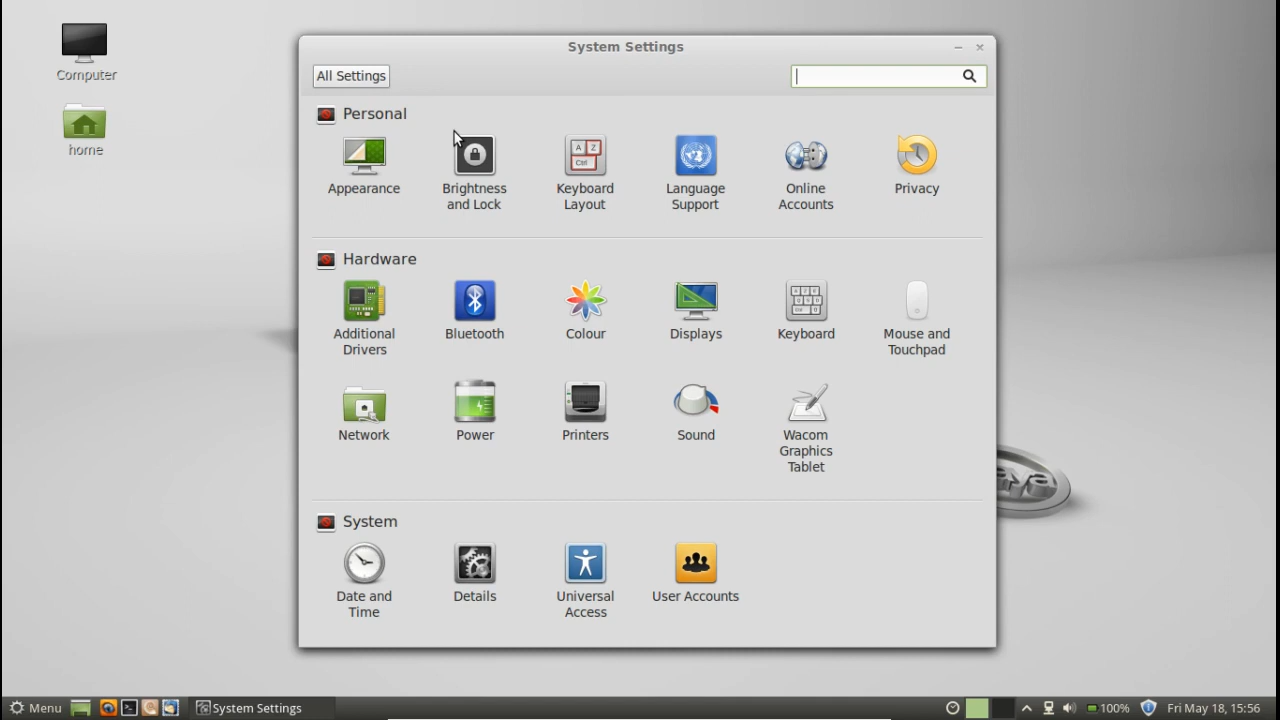 System Settings
All Settings
Computer
home
Personal
Appearance
Brightness
and Lock
Keyboard
Layout
Language
Support
Online
Accounts
Privacy
Hardware
Additional
Drivers
Bluetooth
Colour
Displays
Keyboard
Mouse and
Touchpad
Network
Power
Printers
Sound
Wacom
Graphics
Tablet
System
Date and
Time
Details
Universal
Access
User Accounts
Menu
System Settings
100%
Fri May 18, 15:56